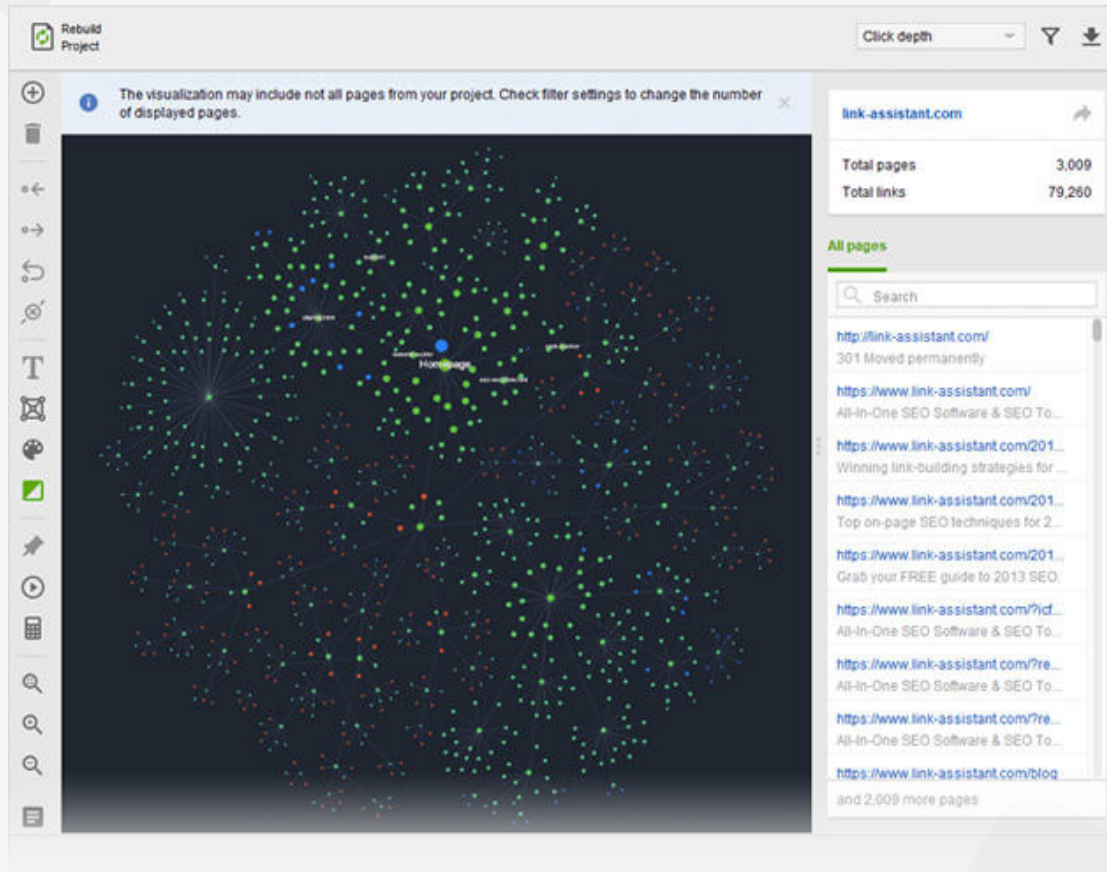 Rebuild
Project
Click depth
The visualization may include not all pages from your project. Check filter settings to change the number
of displayed pages.
link-assistant.com
Total pages 3,009
Total links 79,260
All pages
Search
http://link-assistant.com/
301 Moved permanently
https://www.link-assistant.com/
All-In-One SEO Software & SEO To...
https://www.link-assistant.com/201...
Winning link-building strategies for ...
https://www.link-assistant.com/201...
Top on-page SEO techniques for 2...
https://www.link-assistant.com/201...
Grab your FREE guide to 2013 SEO.
https://www.link-assistant.com/?icf...
All-In-One SEO Software & SEO To...
https://www.link-assistant.com/?re...
All-In-One SEO Software & SEO To...
https://www.link-assistant.com/?re...
All-In-One SEO Software & SEO To...
https://www.link-assistant.com/blog
and 2,009 more pages
support
Homepage